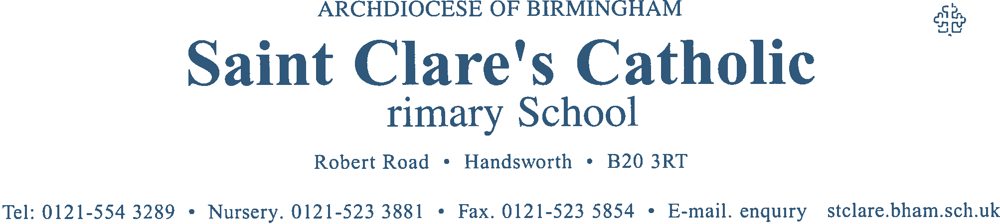 ARCHDIOCESE OF BIRMINGHAM
Saint Clare's Catholic
rimary School
Robert Road • Handsworth • B20 3RT
Tel: 0121-554 3289 • Nursery. 0121-523 3881 • Fax. 0121-523 5854 • E-mail. enquiry stclare.bham.sch.uk